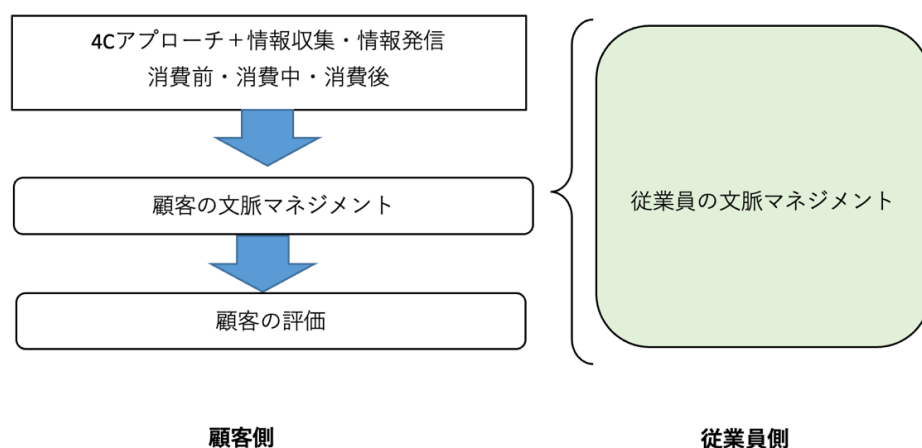 4Cアプローチ＋情報収集・情報発信
消費前・消費中・消費後
顧客の文脈マネジメント
従業員の文脈マネジメント
顧客の評価
顧客側
従業員側